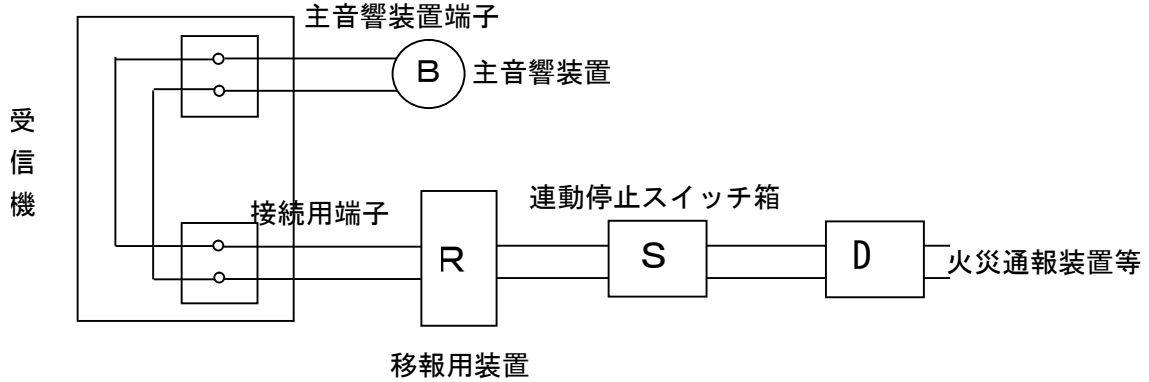 主音響装置端子
B
主音響装置
受信機
接続用端子
連動停止スイッチ箱
R
S
D
火災通報装置等
移報用装置